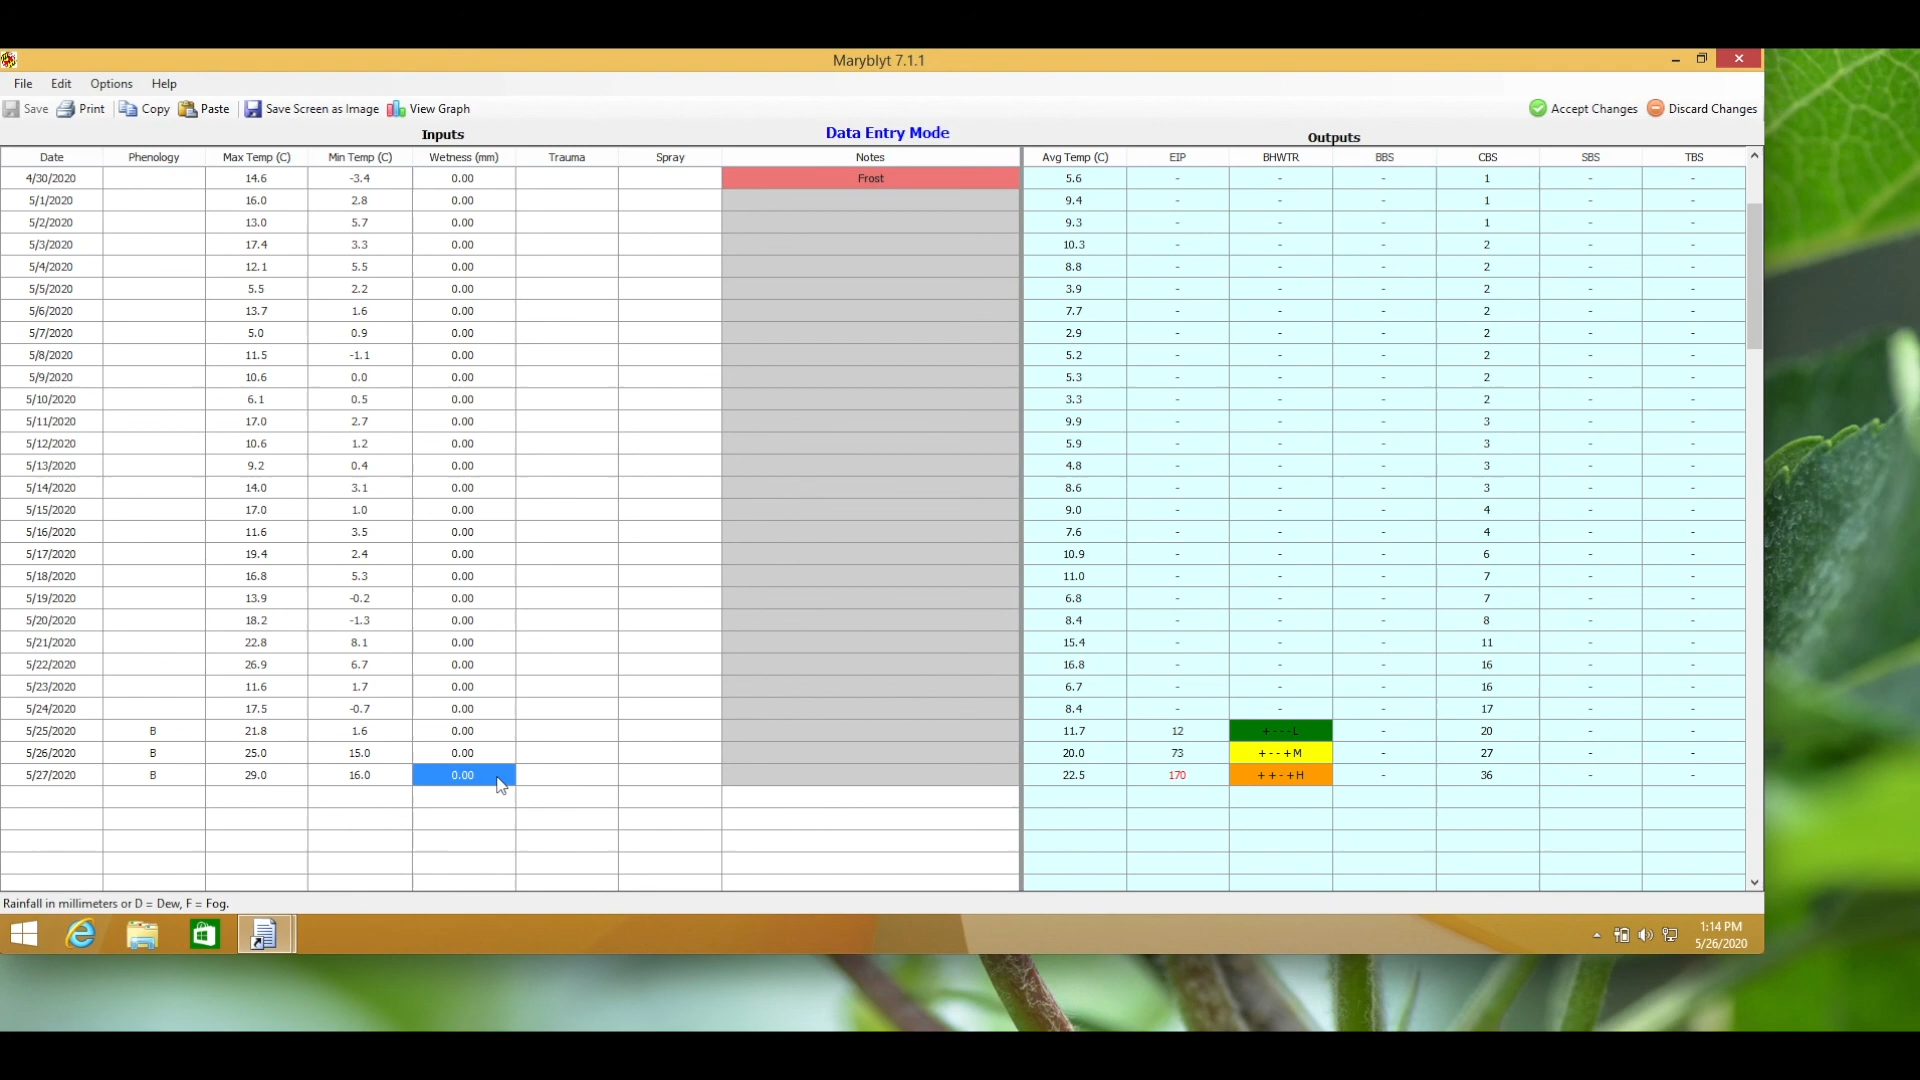 Maryblyt 7.1.1
File Edit Options Help
Save Print Copy Paste Save Screen as Image View Graph Accept Changes Discard Changes
Inputs Data Entry Mode Outputs
Date Phenology Max Temp (C) Min Temp (C) Wetness (mm) Trauma Spray Notes Avg Temp (C) EIP BHWTR BBS CBS SBS TBS
4/30/2020 14.6 -3.4 0.00 Frost 5.6 - - - 1 - -
5/1/2020 16.0 2.8 0.00 9.4 - - - 1 - -
5/2/2020 13.0 5.7 0.00 9.3 - - - 1 - -
5/3/2020 17.4 3.3 0.00 10.3 - - - 2 - -
5/4/2020 12.1 5.5 0.00 8.8 - - - 2 - -
5/5/2020 5.5 2.2 0.00 3.9 - - - 2 - -
5/6/2020 13.7 1.6 0.00 7.7 - - - 2 - -
5/7/2020 5.0 0.9 0.00 2.9 - - - 2 - -
5/8/2020 11.5 -1.1 0.00 5.2 - - - 2 - -
5/9/2020 10.6 0.0 0.00 5.3 - - - 2 - -
5/10/2020 6.1 0.5 0.00 3.3 - - - 2 - -
5/11/2020 17.0 2.7 0.00 9.9 - - - 3 - -
5/12/2020 10.6 1.2 0.00 5.9 - - - 3 - -
5/13/2020 9.2 0.4 0.00 4.8 - - - 3 - -
5/14/2020 14.0 3.1 0.00 8.6 - - - 3 - -
5/15/2020 17.0 1.0 0.00 9.0 - - - 4 - -
5/16/2020 11.6 3.5 0.00 7.6 - - - 4 - -
5/17/2020 19.4 2.4 0.00 10.9 - - - 6 - -
5/18/2020 16.8 5.3 0.00 11.0 - - - 7 - -
5/19/2020 13.9 -0.2 0.00 6.8 - - - 7 - -
5/20/2020 18.2 -1.3 0.00 8.4 - - - 8 - -
5/21/2020 22.8 8.1 0.00 15.4 - - - 11 - -
5/22/2020 26.9 6.7 0.00 16.8 - - - 16 - -
5/23/2020 11.6 1.7 0.00 6.7 - - - 16 - -
5/24/2020 17.5 -0.7 0.00 8.4 - - - 17 - -
5/25/2020 B 21.8 1.6 0.00 11.7 12 + - - - L - 20 - -
5/26/2020 B 25.0 15.0 0.00 20.0 73 + - - + M - 27 - -
5/27/2020 B 29.0 16.0 0.00 22.5 170 + + - + H - 36 - -
Rainfall in millimeters or D = Dew, F = Fog.
1:14 PM
5/26/2020